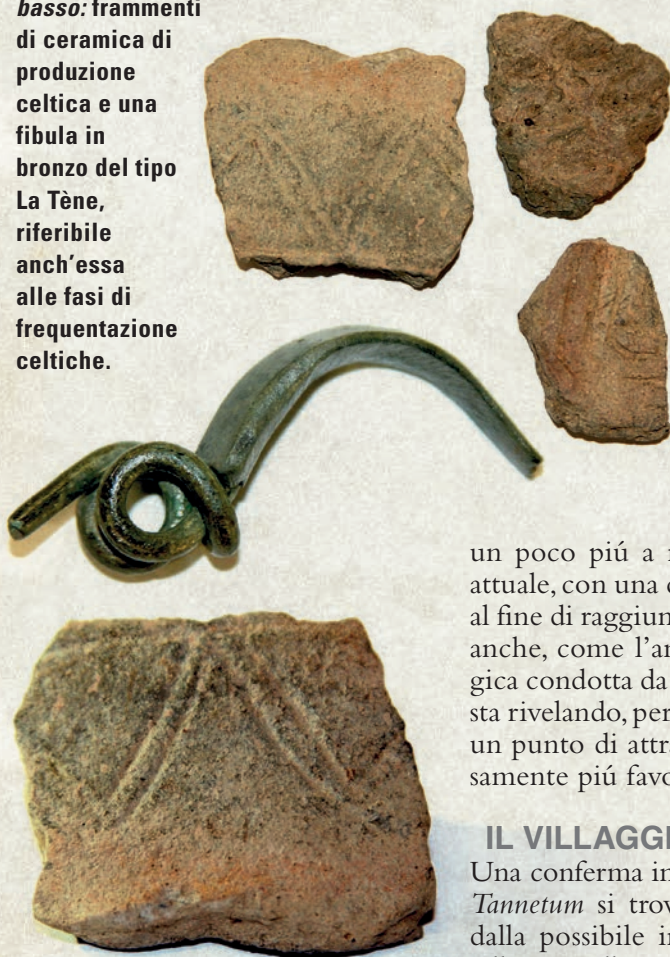 basso: frammenti
di ceramica di
produzione
celtica e una
fibula in
bronzo del tipo
La Tène,
riferibile
anch’essa
alle fasi di
frequentazione
celtiche.
un poco piú a
attuale, con una
al fine di raggiun
anche, come l’an
gica condotta da
sta rivelando, per
un punto di attra
samente piú favo
IL VILLAGGI
Una conferma in
Tannetum si trov
dalla possibile in